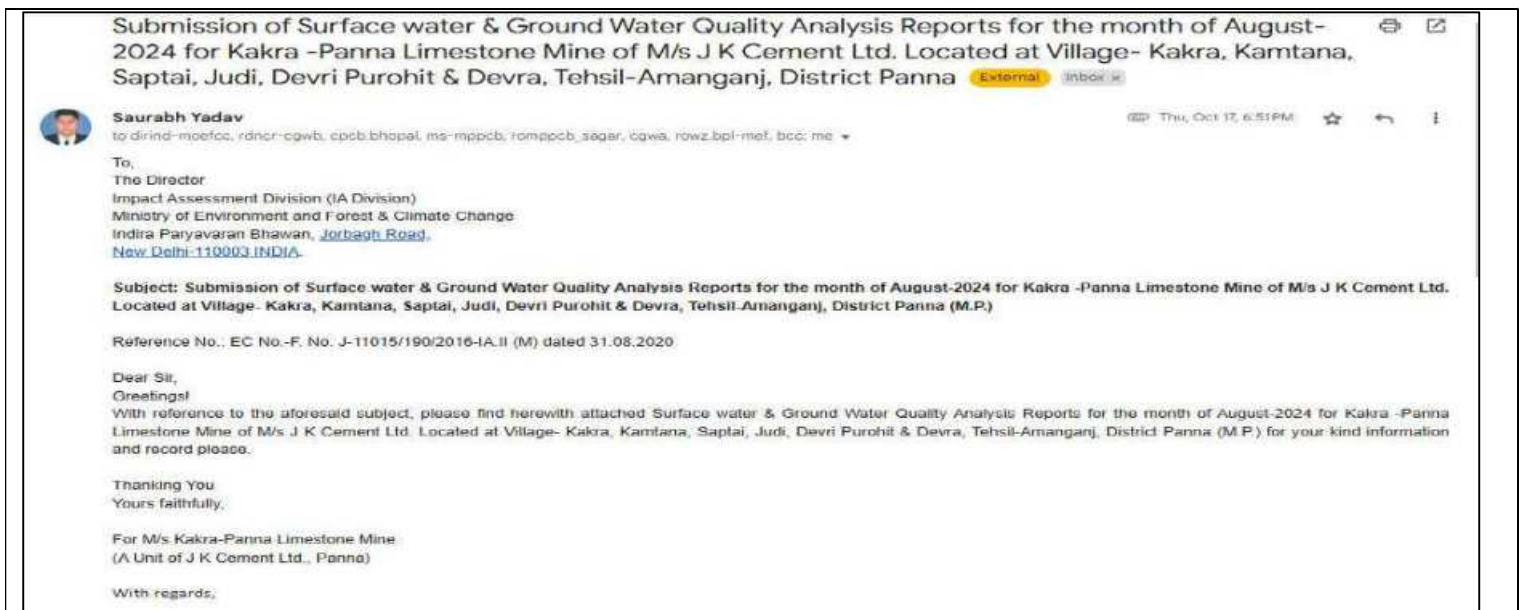 Submission of Surface water & Ground Water Quality Analysis Reports for the month of August-
2024 for Kakra -Panna Limestone Mine of M/s J K Cement Ltd. Located at Village- Kakra, Kamtana,
Saptai, Judi, Devri Purohit & Devra, Tehsil-Amanganj, District Panna External Inbox x
Saurabh Yadav
Thu, Oct 17, 6:51PM
to dirind-moefcc, rdncr-cgwb, cpcb.bhopal, ms-mppcb, romppcb_sagar, cgwa, rowz.bpl-mef, bcc: me
To,
The Director
Impact Assessment Division (IA Division)
Ministry of Environment and Forest & Climate Change
Indira Paryavaran Bhawan, Jorbagh Road,
New Delhi-110003 INDIA.
Subject: Submission of Surface water & Ground Water Quality Analysis Reports for the month of August-2024 for Kakra -Panna Limestone Mine of M/s J K Cement Ltd.
Located at Village- Kakra, Kamtana, Saptai, Judi, Devri Purohit & Devra, Tehsil-Amanganj, District Panna (M.P.)
Reference No.: EC No.-F. No. J-11015/190/2016-IA.II (M) dated 31.08.2020
Dear Sir,
Greetings!
With reference to the aforesaid subject, please find herewith attached Surface water & Ground Water Quality Analysis Reports for the month of August-2024 for Kakra -Panna
Limestone Mine of M/s J K Cement Ltd. Located at Village- Kakra, Kamtana, Saptai, Judi, Devri Purohit & Devra, Tehsil-Amanganj, District Panna (M.P.) for your kind information
and record please.
Thanking You
Yours faithfully,
For M/s Kakra-Panna Limestone Mine
(A Unit of J K Cement Ltd., Panna)
With regards,